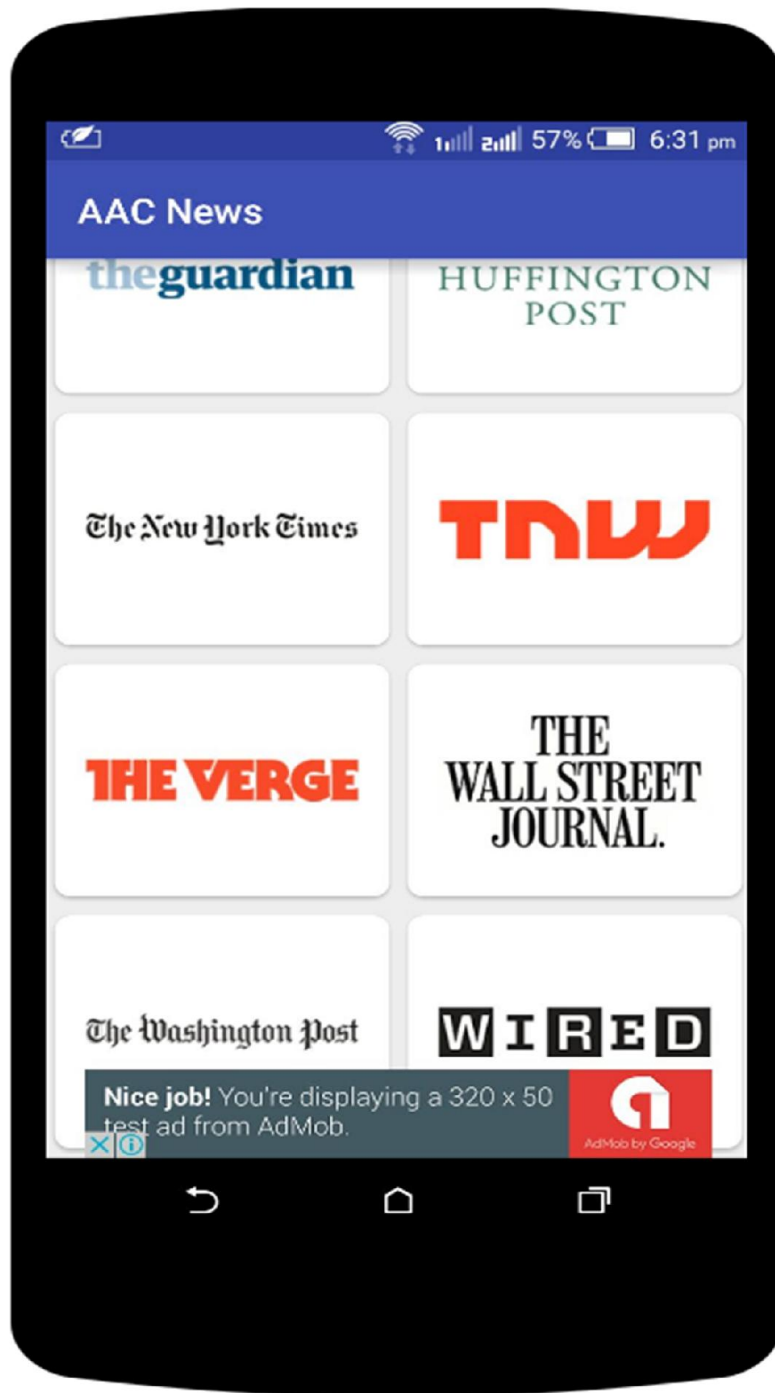 1 2 57% 6:31 pm
AAC News
theguardian
HUFFINGTON
POST
The New York Times
TNW
THE VERGE
THE
WALL STREET
JOURNAL.
The Washington Post
WIRED
Nice job! You're displaying a 320 x 50
test ad from AdMob.
AdMob by Google